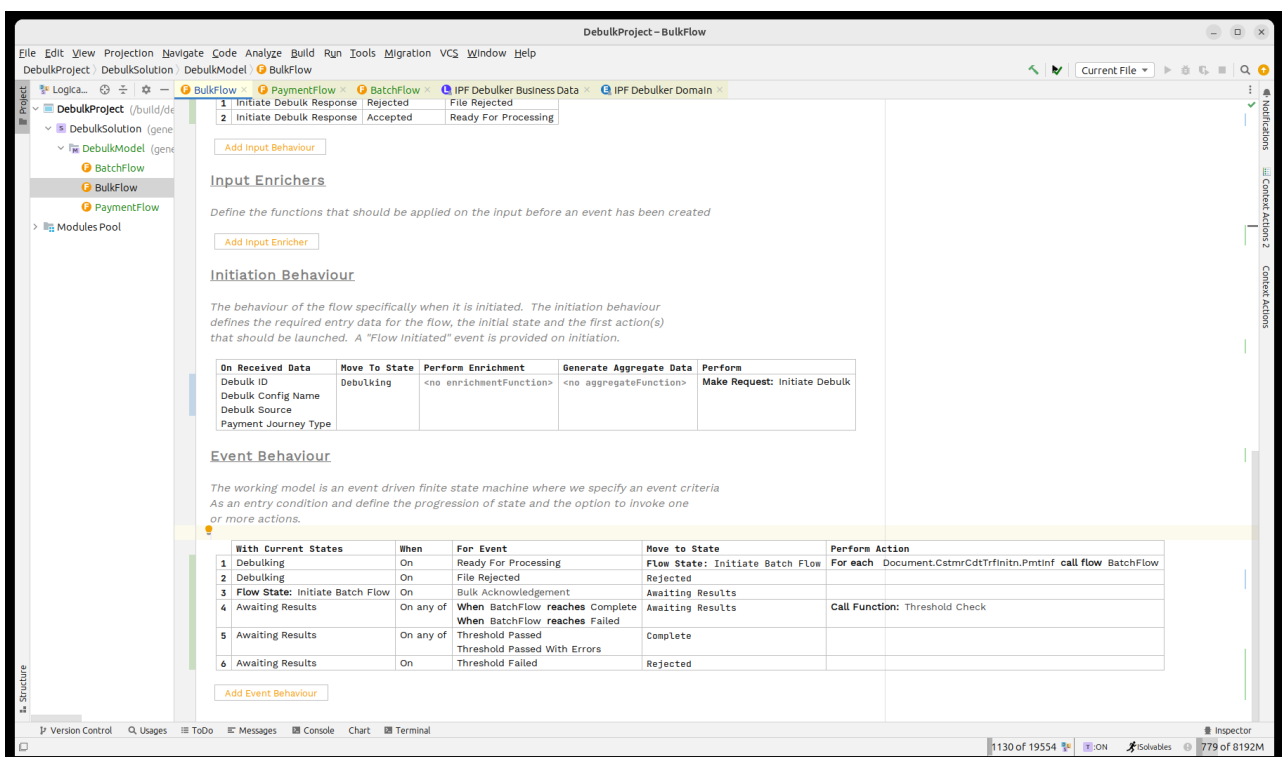 DebulkProject – BulkFlow
File Edit View Projection Navigate Code Analyze Build Run Tools Migration VCS Window Help
DebulkProject DebulkSolution DebulkModel BulkFlow Current File
Logica... BulkFlow PaymentFlow BatchFlow IPF Debulker Business Data IPF Debulker Domain
Project
DebulkProject (/build/de
DebulkSolution (gene
DebulkModel (gene
BatchFlow
BulkFlow
PaymentFlow
Modules Pool
Structure
1 Initiate Debulk Response Rejected File Rejected
2 Initiate Debulk Response Accepted Ready For Processing
Add Input Behaviour
Input Enrichers
Define the functions that should be applied on the input before an event has been created
Add Input Enricher
Initiation Behaviour
The behaviour of the flow specifically when it is initiated. The initiation behaviour
defines the required entry data for the flow, the initial state and the first action(s)
that should be launched. A "Flow Initiated" event is provided on initiation.
On Received Data Move To State Perform Enrichment Generate Aggregate Data Perform
Debulk ID Debulking <no enrichmentFunction> <no aggregateFunction> Make Request: Initiate Debulk
Debulk Config Name
Debulk Source
Payment Journey Type
Event Behaviour
The working model is an event driven finite state machine where we specify an event criteria
As an entry condition and define the progression of state and the option to invoke one
or more actions.
With Current States When For Event Move to State Perform Action
1 Debulking On Ready For Processing Flow State: Initiate Batch Flow For each Document.CstmrCdtTrfInitn.PmtInf call flow BatchFlow
2 Debulking On File Rejected Rejected
3 Flow State: Initiate Batch Flow On Bulk Acknowledgement Awaiting Results
4 Awaiting Results On any of When BatchFlow reaches Complete Awaiting Results Call Function: Threshold Check
When BatchFlow reaches Failed
5 Awaiting Results On any of Threshold Passed Complete
Threshold Passed With Errors
6 Awaiting Results On Threshold Failed Rejected
Add Event Behaviour
Notifications
Context Actions 2
Context Actions
Version Control Usages ToDo Messages Console Chart Terminal Inspector
1130 of 19554 T:ON !Solvables 779 of 8192M